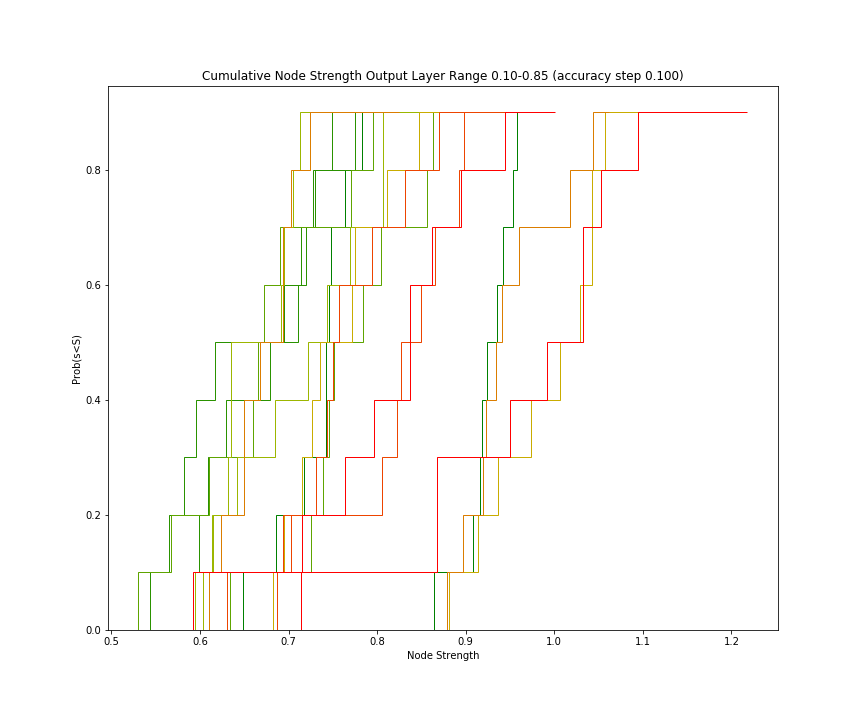 Cumulative Node Strength Output Layer Range 0.10-0.85 (accuracy step 0.100)
0.8
0.6
0.4
0.2
0.0
Prob(s<S)
0.5 0.6 0.7 0.8 0.9 1.0 1.1 1.2
Node Strength